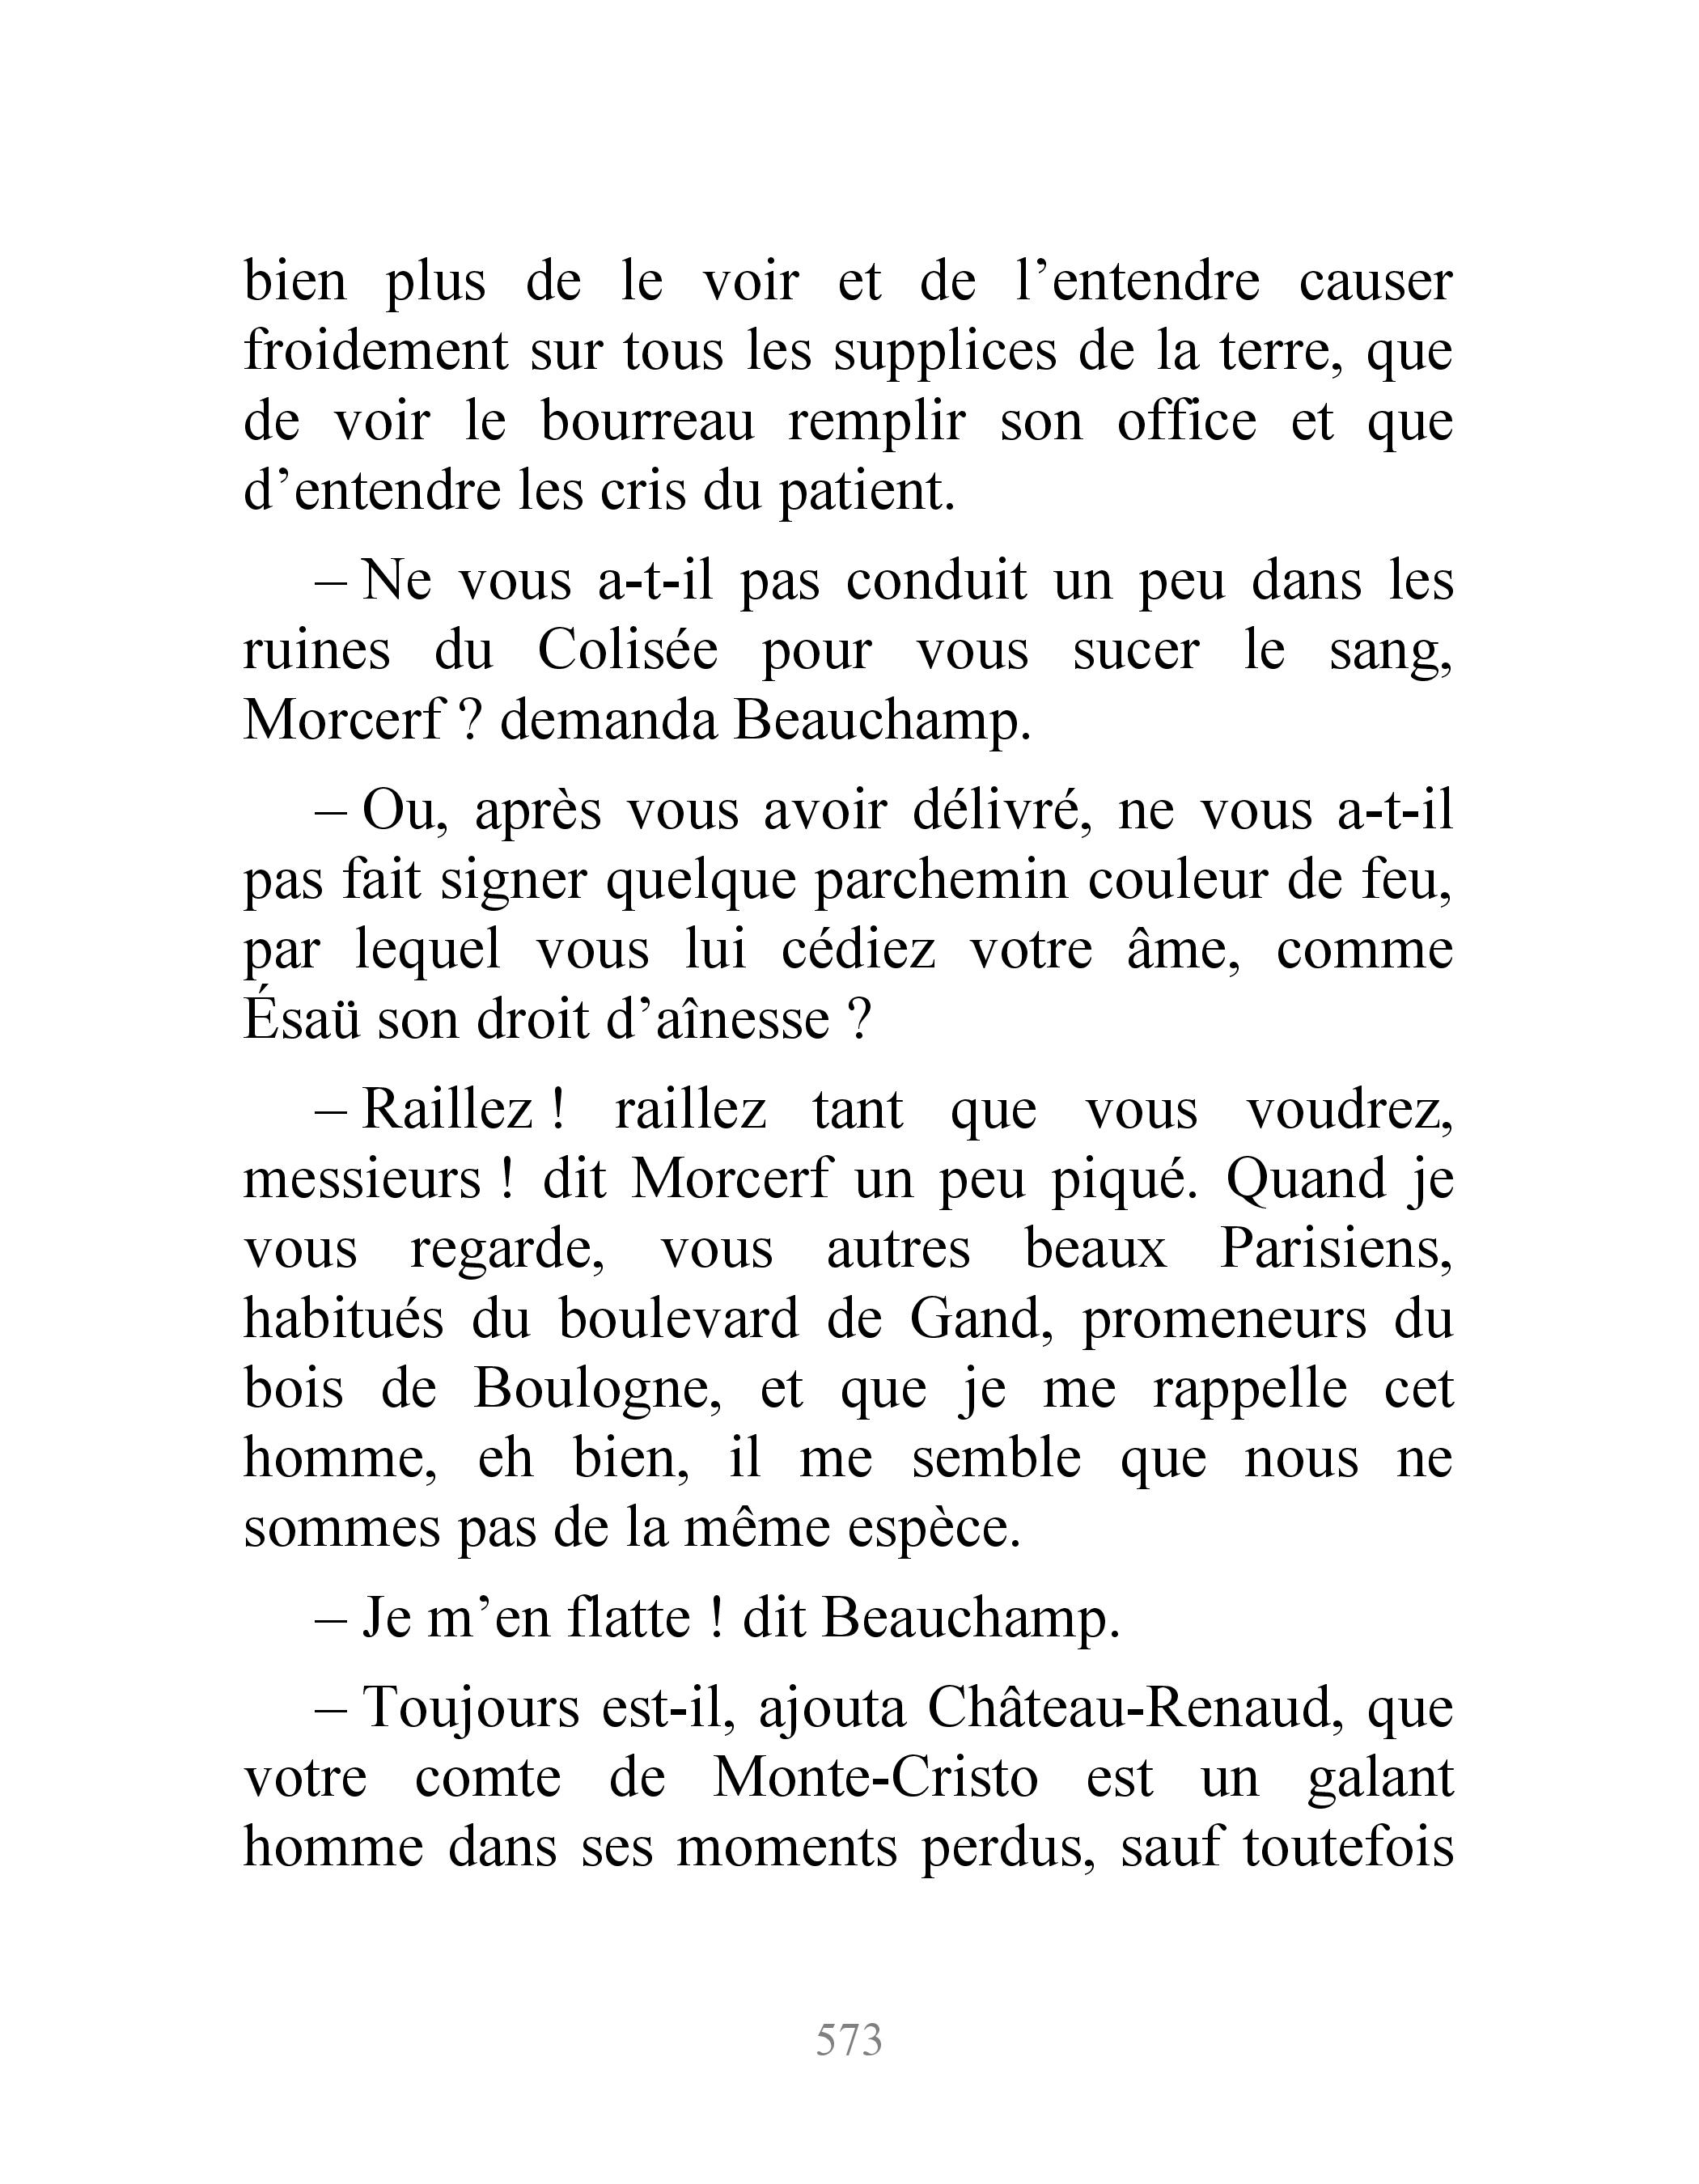 bien plus de le voir et de l’entendre causer
froidement sur tous les supplices de la terre, que
de voir le bourreau remplir son office et que
d’entendre les cris du patient.
– Ne vous a-t-il pas conduit un peu dans les
ruines du Colisée pour vous sucer le sang,
Morcerf ? demanda Beauchamp.
– Ou, après vous avoir délivré, ne vous a-t-il
pas fait signer quelque parchemin couleur de feu,
par lequel vous lui cédiez votre âme, comme
Ésaü son droit d’aînesse ?
– Raillez ! raillez tant que vous voudrez,
messieurs ! dit Morcerf un peu piqué. Quand je
vous regarde, vous autres beaux Parisiens,
habitués du boulevard de Gand, promeneurs du
bois de Boulogne, et que je me rappelle cet
homme, eh bien, il me semble que nous ne
sommes pas de la même espèce.
– Je m’en flatte ! dit Beauchamp.
– Toujours est-il, ajouta Château-Renaud, que
votre comte de Monte-Cristo est un galant
homme dans ses moments perdus, sauf toutefois
573